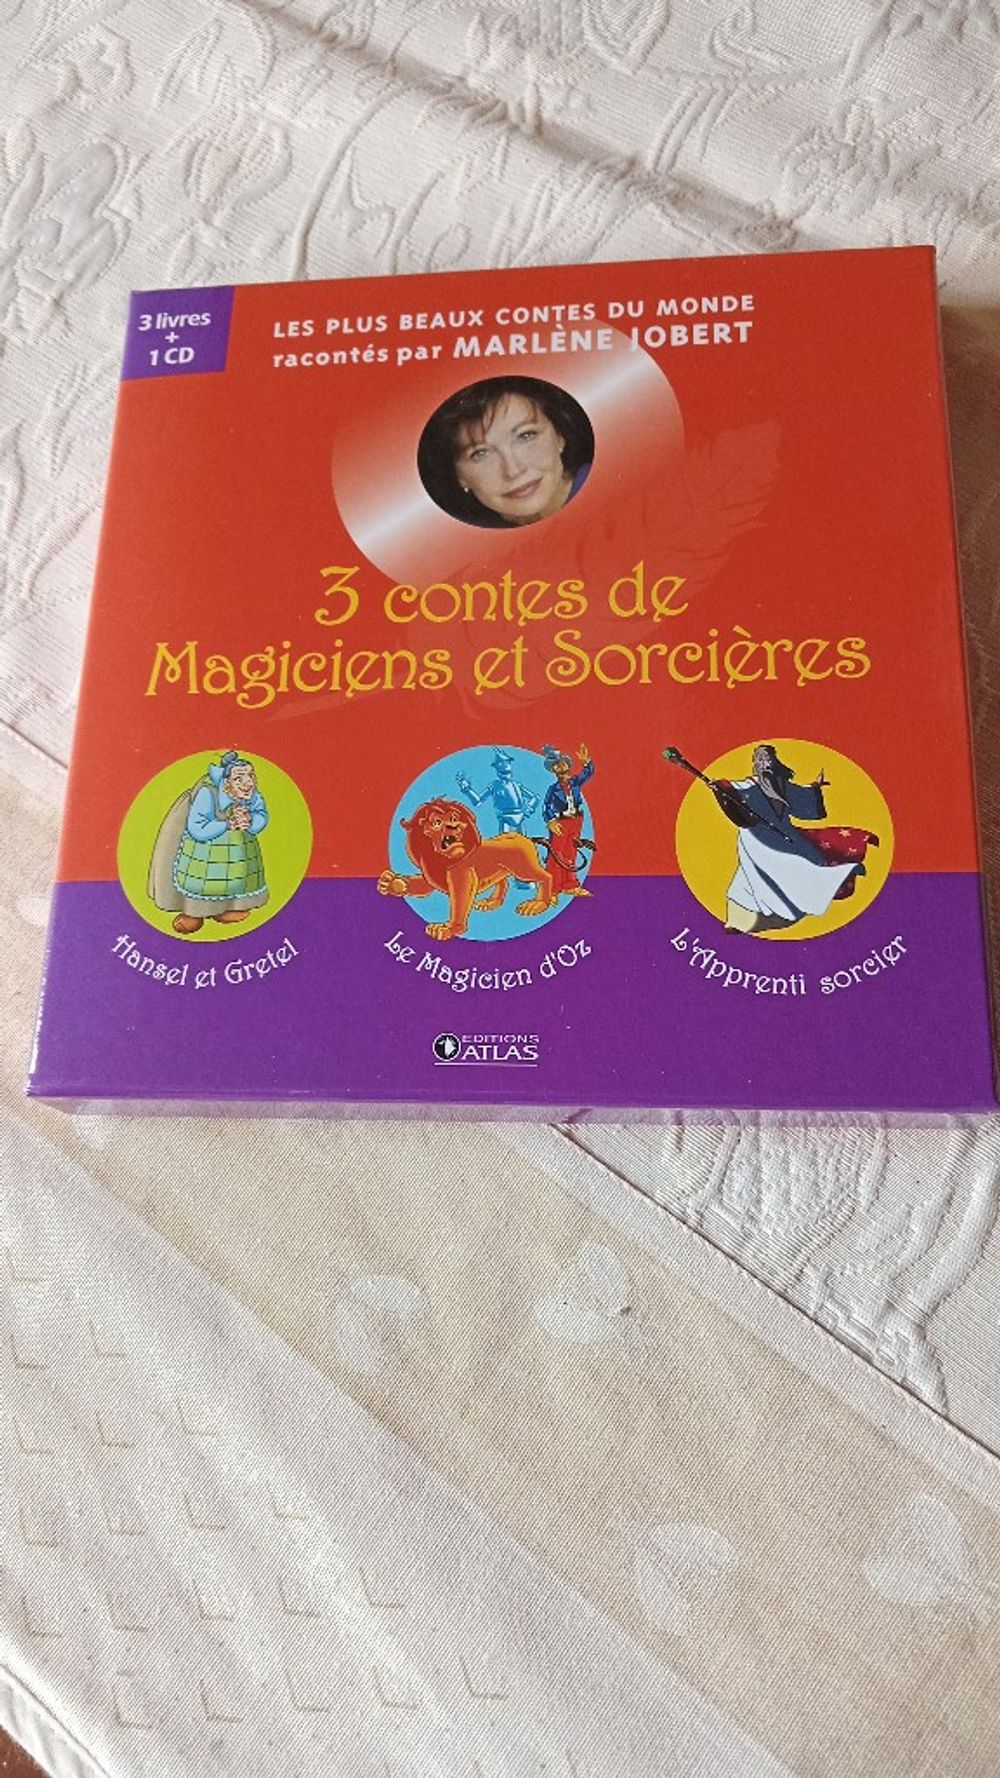 3 livres
+
1 CD
LES PLUS BEAUX CONTES DU MONDE
racontés par MARLÈNE JOBERT
3 contes de
Magiciens et Sorcières
Hansel et Gretel
Le Magicien d'Oz
L'Apprenti sorcier
EDITIONS
ATLAS